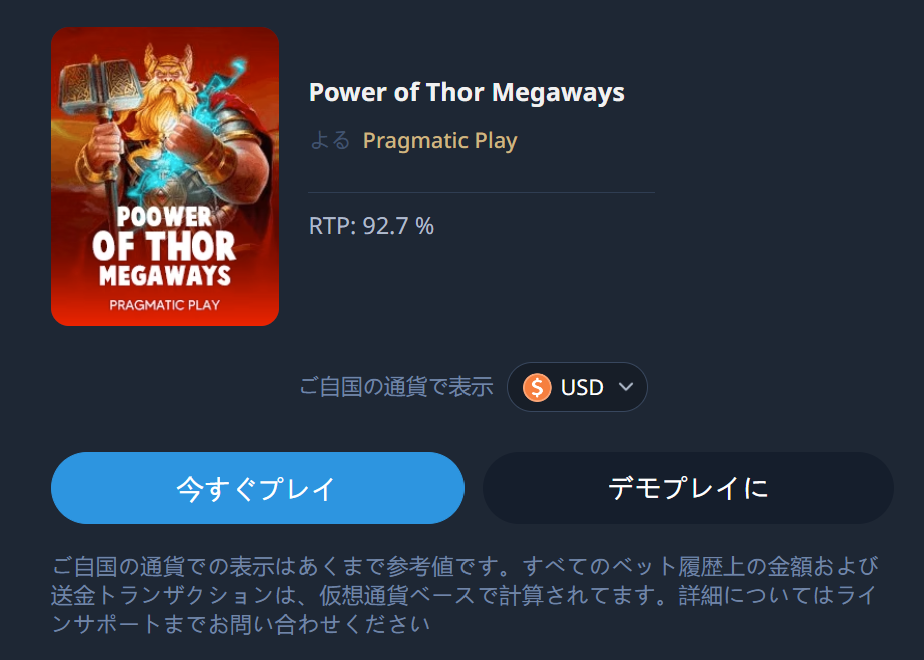 POOWER
OF THOR
MEGAWAYS
PRAGMATIC PLAY
Power of Thor Megaways
よる Pragmatic Play
RTP: 92.7 %
ご自国の通貨で表示 $ USD
今すぐプレイ
デモプレイに
ご自国の通貨での表示はあくまで参考値です。すべてのベット履歴上の金額および
送金トランザクションは、仮想通貨ベースで計算されてます。詳細についてはライ
ンサポートまでお問い合わせください